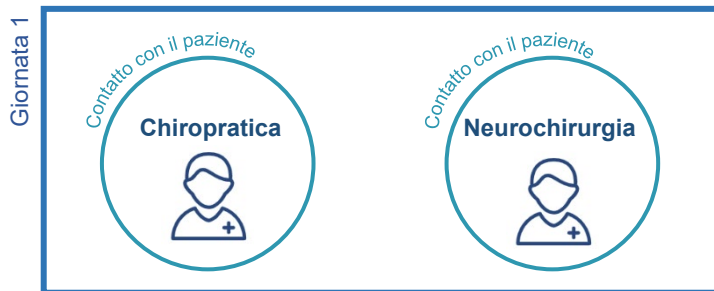 Giornata 1
Contatto con il paziente
Chiropratica
Contatto con il paziente
Neurochirurgia